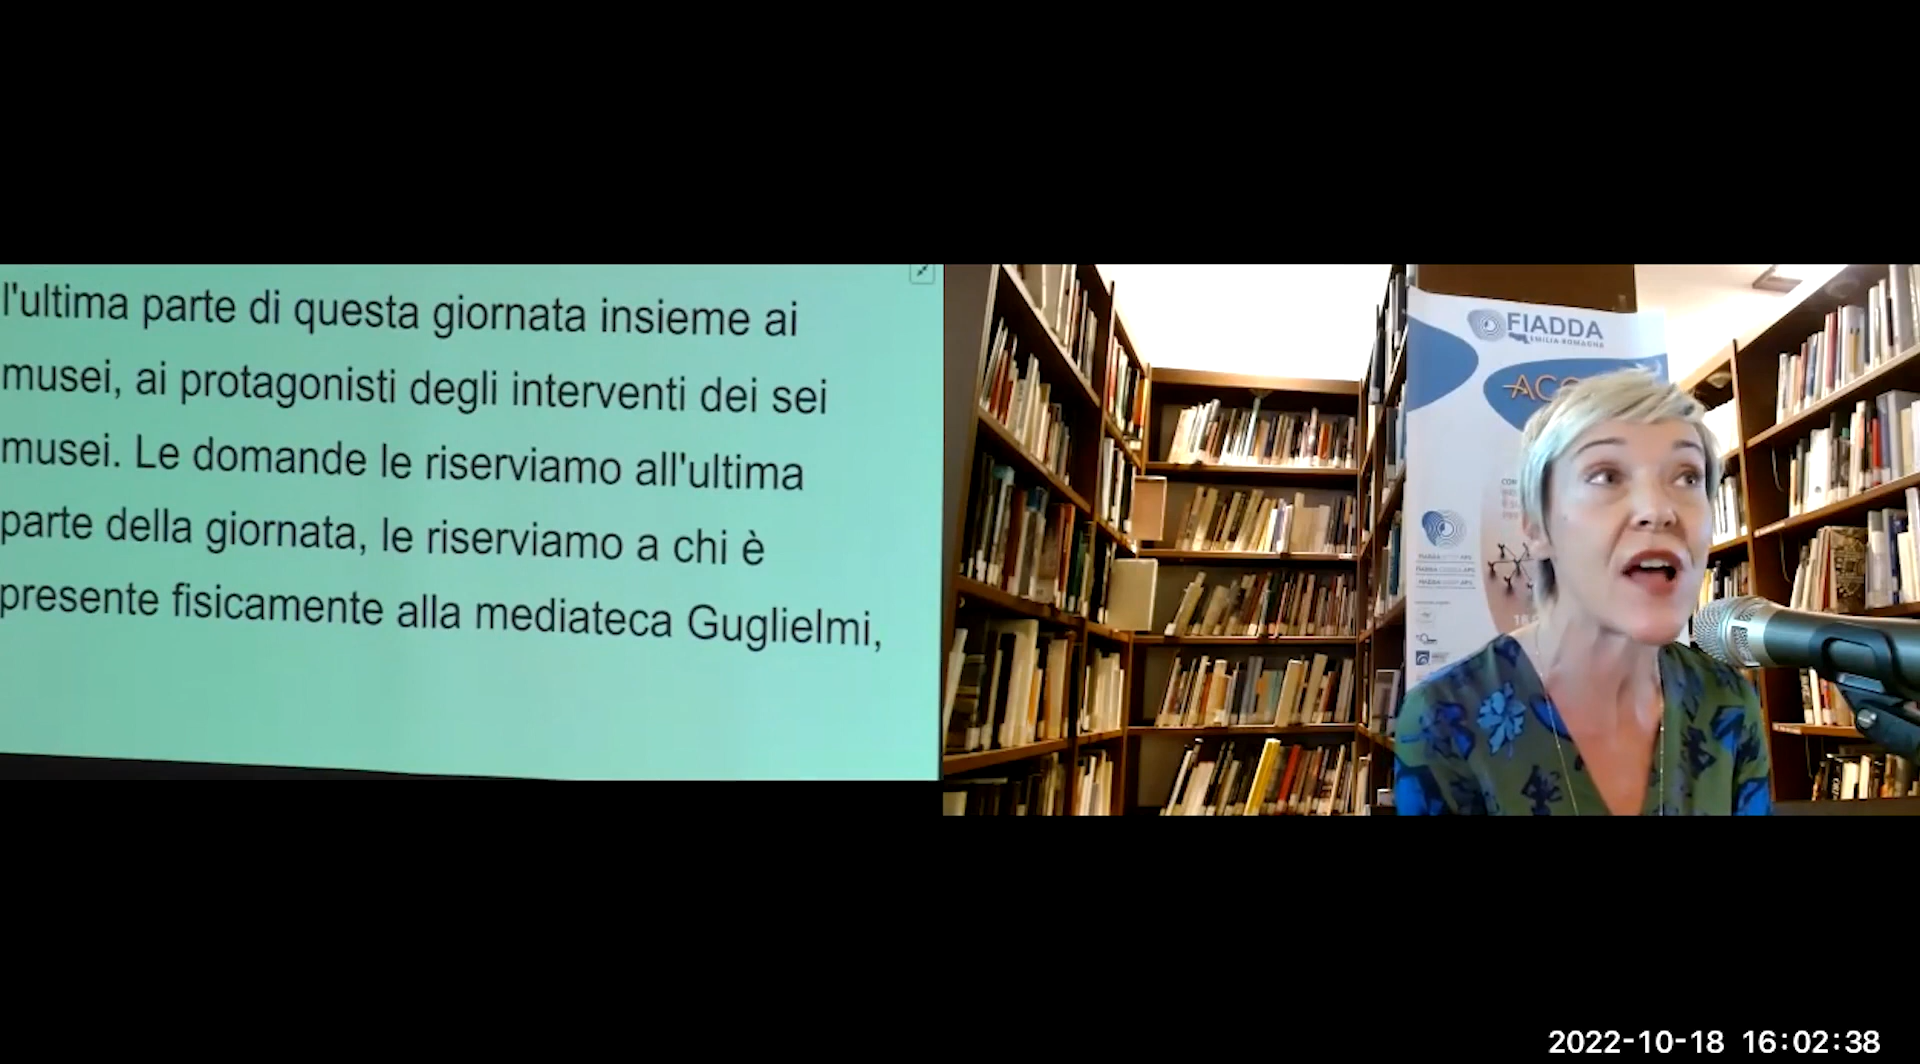 l'ultima parte di questa giornata insieme ai
musei, ai protagonisti degli interventi dei sei
musei. Le domande le riserviamo all'ultima
parte della giornata, le riserviamo a chi è
presente fisicamente alla mediateca Guglielmi,
FIADDA
EMILIA ROMAGNA
2022-10-18 16:02:38